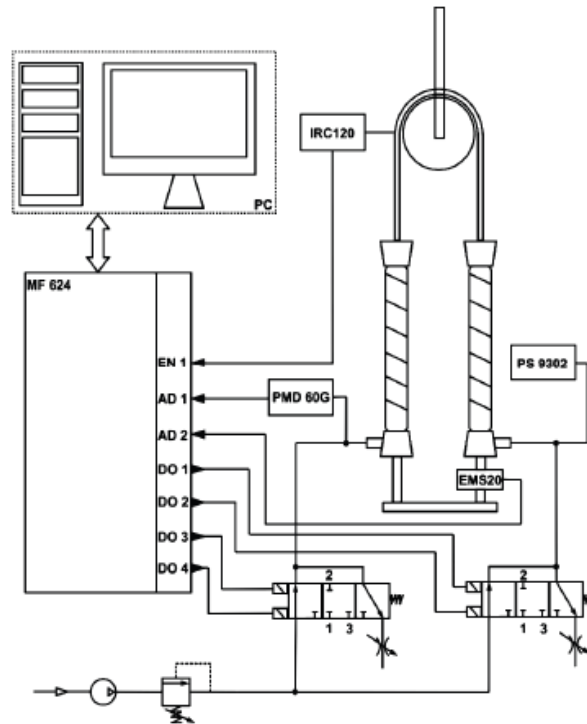 PC
IRC120
MF 624
EN 1
PS 9302
AD 1
PMD 60G
AD 2
DO 1
EMS20
DO 2
DO 3
DO 4
2
2
1 3
1 3